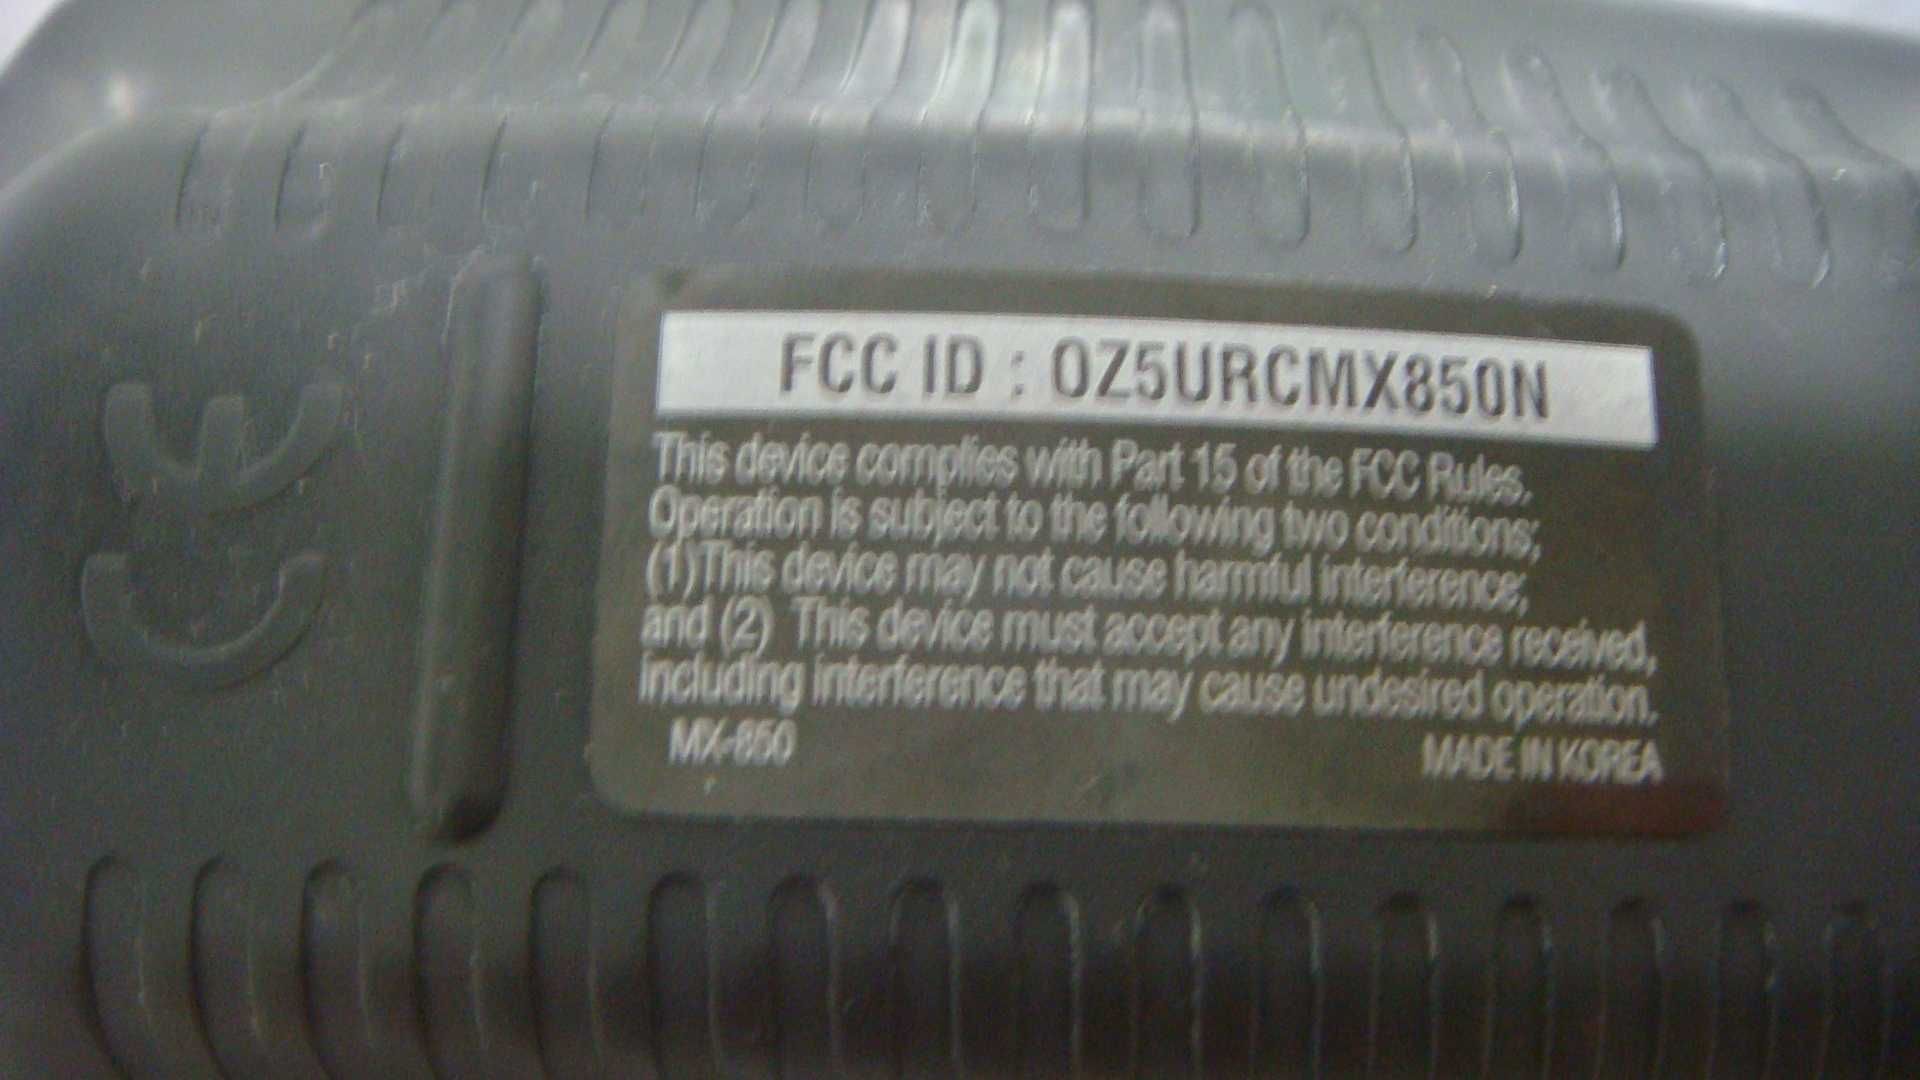 FCC ID : OZ5URCMX850N
This device complies with Part 15 of the FCC Rules.
Operation is subject to the following two conditions;
(1)This device may not cause harmful interference;
and (2) This device must accept any interference received,
including interference that may cause undesired operation.
MX-850
MADE IN KOREA
CE